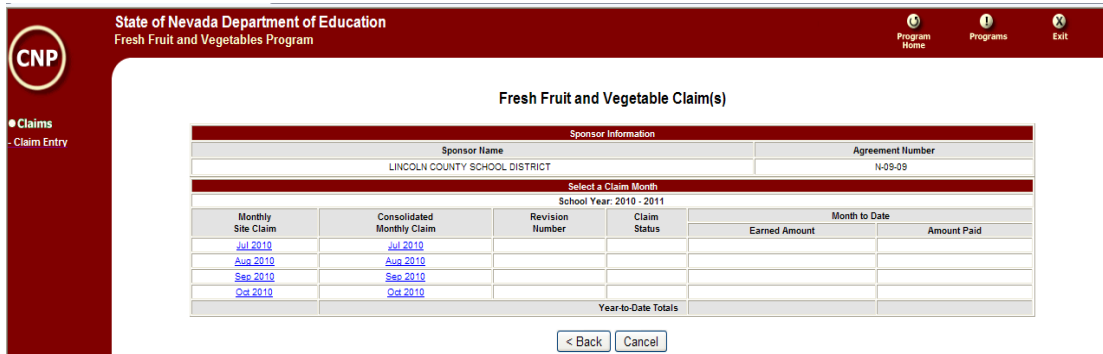 State of Nevada Department of Education
Fresh Fruit and Vegetables Program
Program Home
Programs
Exit
CNP
Claims
- Claim Entry
Fresh Fruit and Vegetable Claim(s)
Sponsor Information
Sponsor Name Agreement Number
LINCOLN COUNTY SCHOOL DISTRICT N-09-09
Select a Claim Month
School Year: 2010 - 2011
Monthly Consolidated Revision Claim Month to Date
Site Claim Monthly Claim Number Status Earned Amount Amount Paid
Jul 2010 Jul 2010
Aug 2010 Aug 2010
Sep 2010 Sep 2010
Oct 2010 Oct 2010
Year-to-Date Totals
< Back Cancel